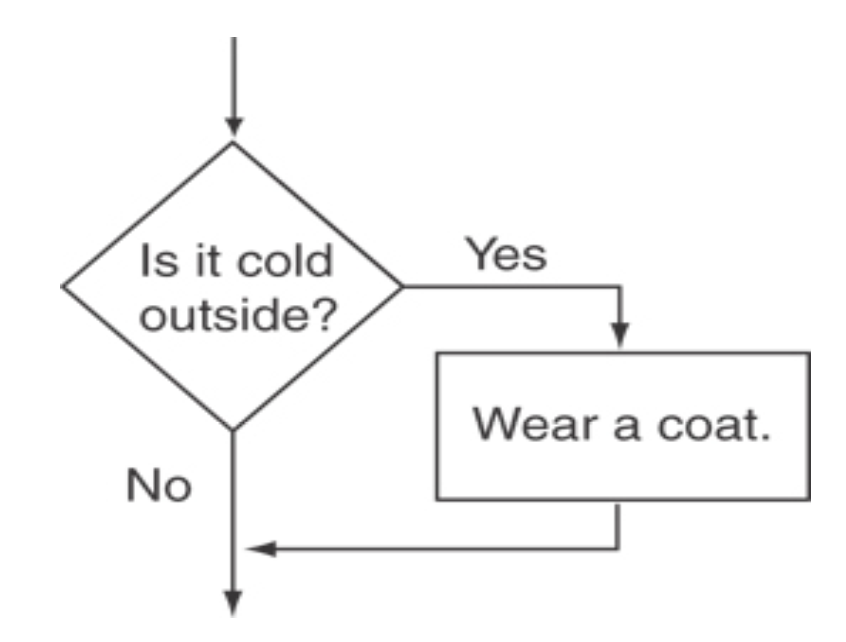 Is it cold
outside?
Yes
Wear a coat.
No